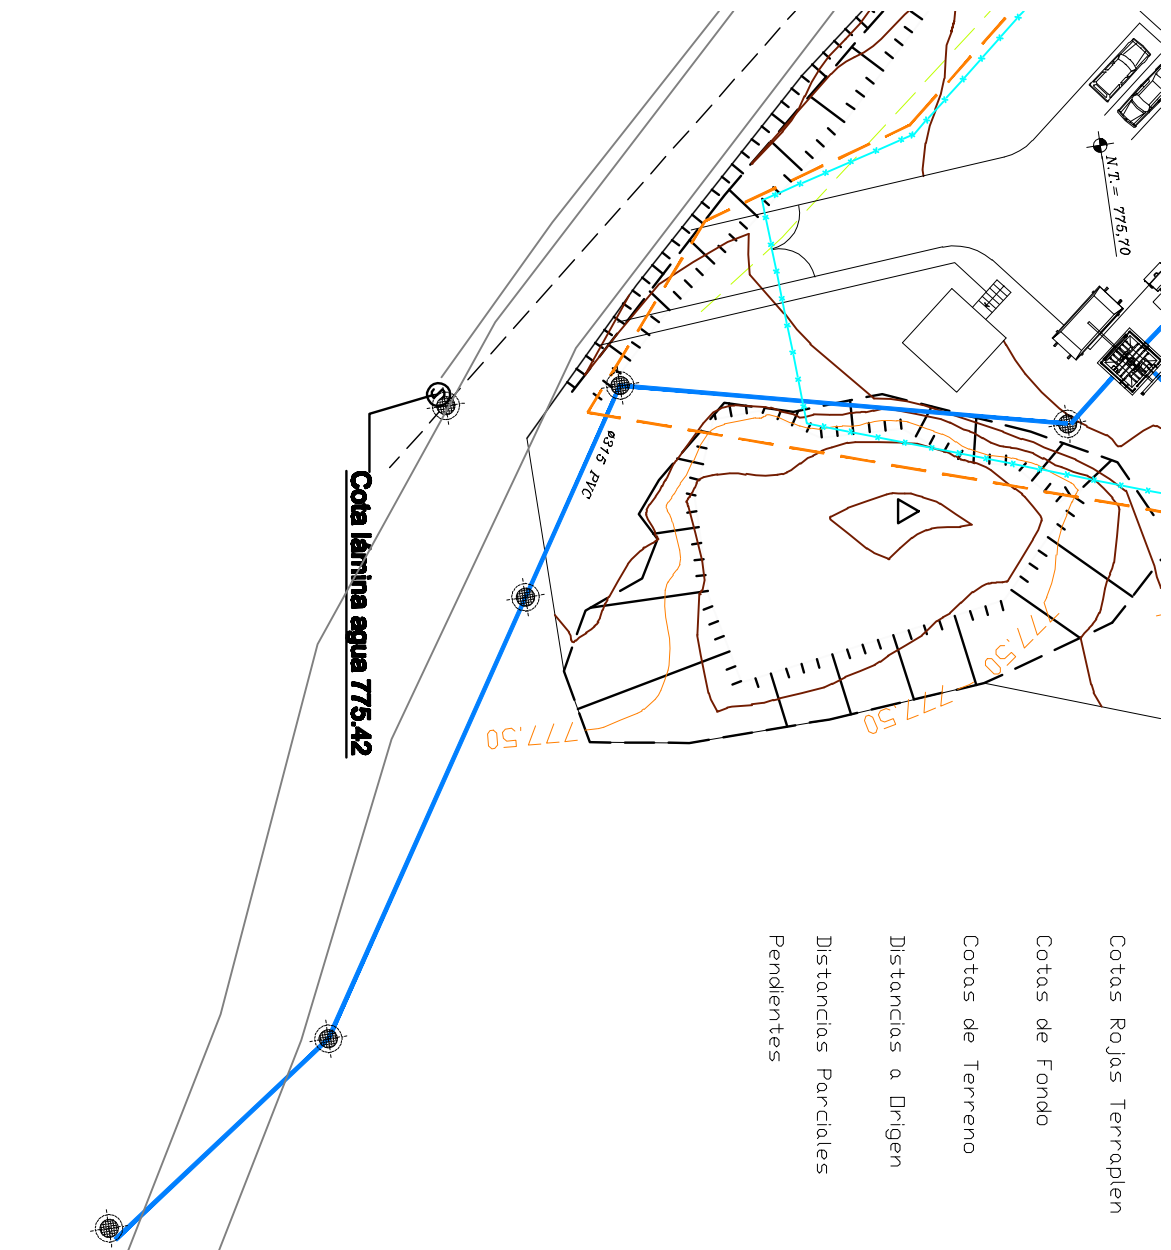 N.T.= 775,70
ø315 PVC
Cota lámina agua 775.42
777.50
777.50
777.50
Cotas Rojas Terraplen
Cotas de Fondo
Cotas de Terreno
Distancias a Origen
Distancias Parciales
Pendientes